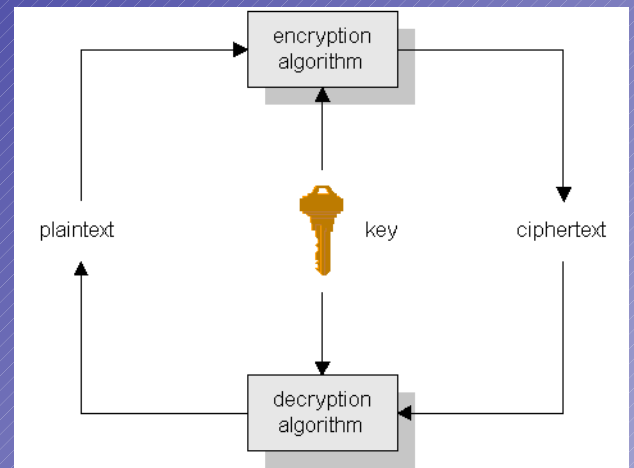 encryption
algorithm
plaintext
key
ciphertext
decryption
algorithm